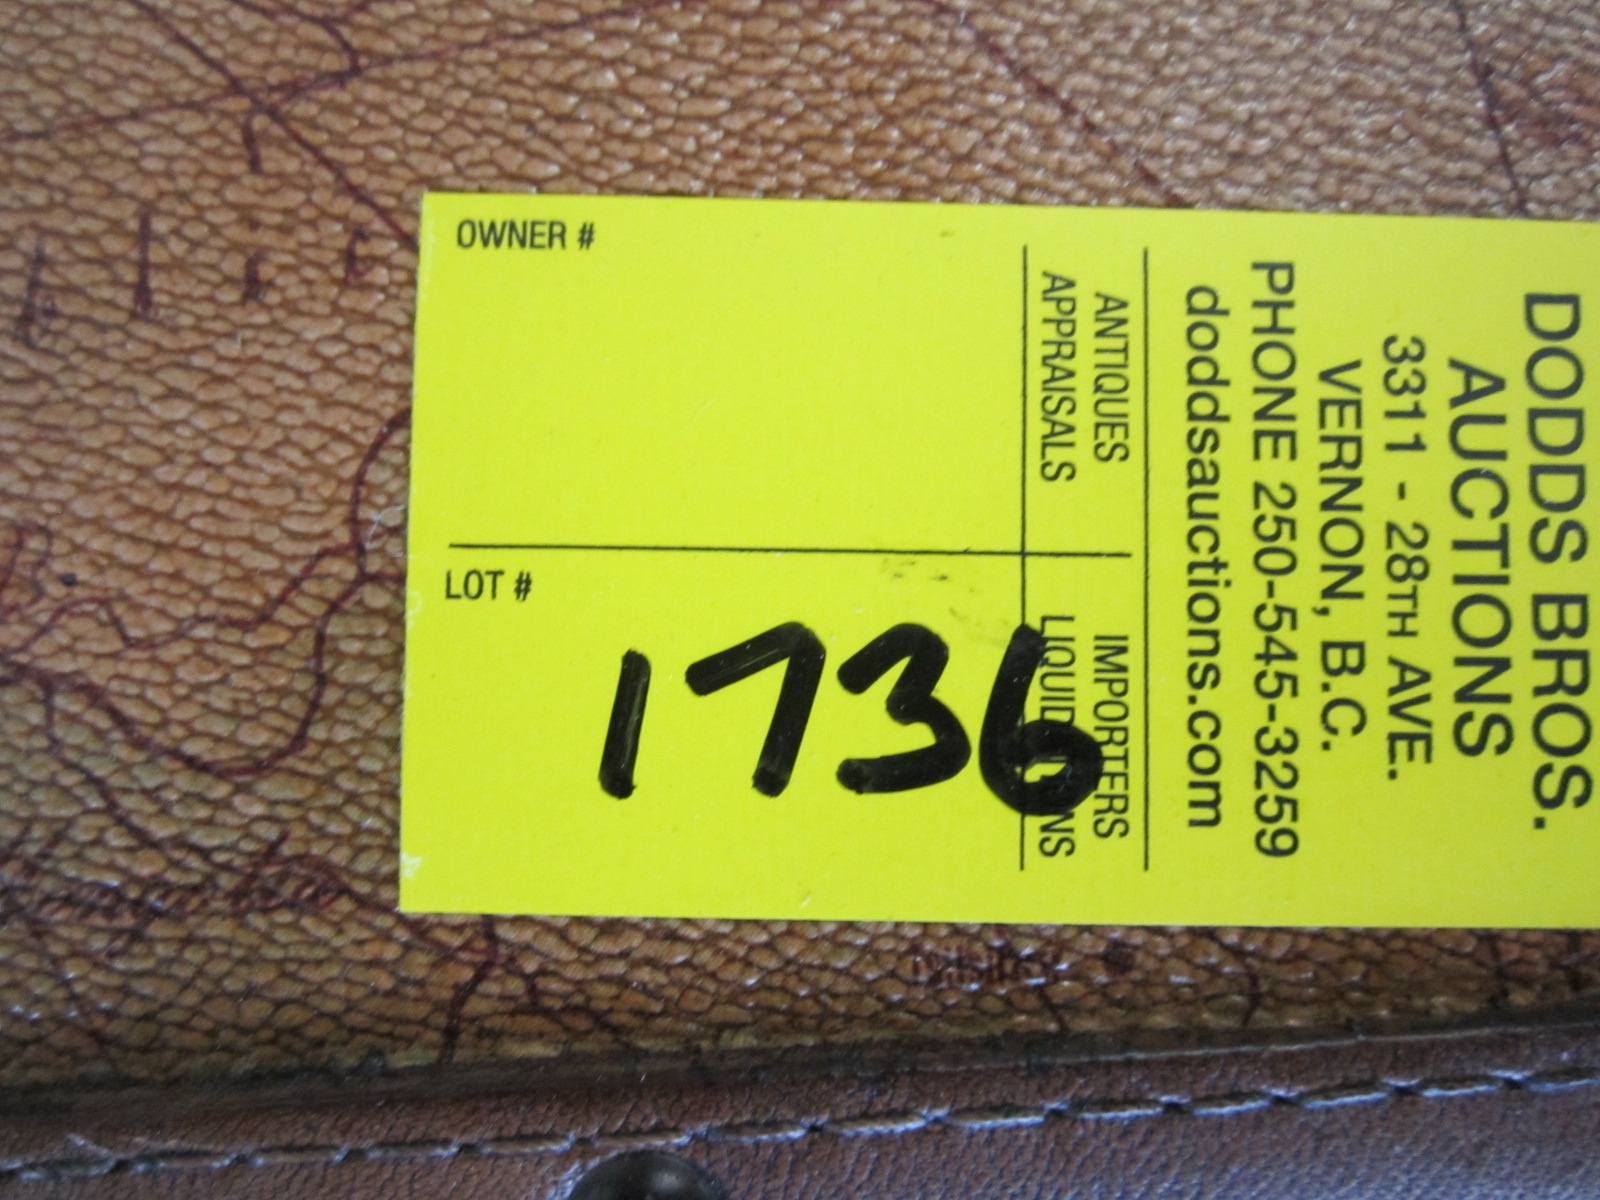 DODDS BROS.
AUCTIONS
3311 - 28TH AVE.
VERNON, B.C.
PHONE 250-545-3259
doddsauctions.com
ANTIQUES
APPRAISALS
IMPORTERS
OWNER #
LOT #
1736